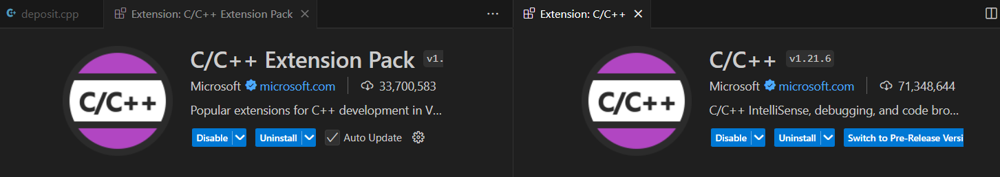 deposit.cpp
Extension: C/C++ Extension Pack
Extension: C/C++
C/C++
C/C++ Extension Pack v1.
Microsoft microsoft.com 33,700,583
Popular extensions for C++ development in V...
Disable Uninstall Auto Update
C/C++
C/C++ v1.21.6
Microsoft microsoft.com 71,348,644
C/C++ IntelliSense, debugging, and code bro...
Disable Uninstall Switch to Pre-Release Versi